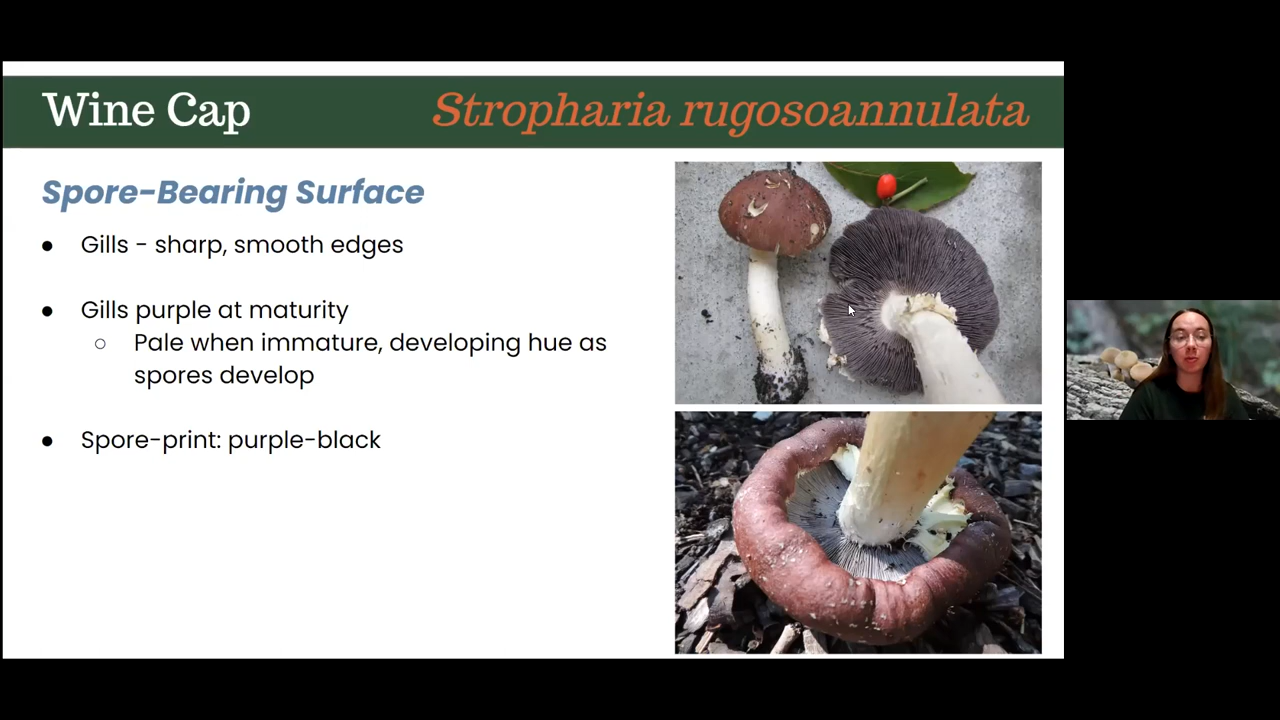 Wine Cap
Stropharia rugosoannulata
Spore-Bearing Surface
● Gills - sharp, smooth edges
● Gills purple at maturity
○ Pale when immature, developing hue as
spores develop
● Spore-print: purple-black